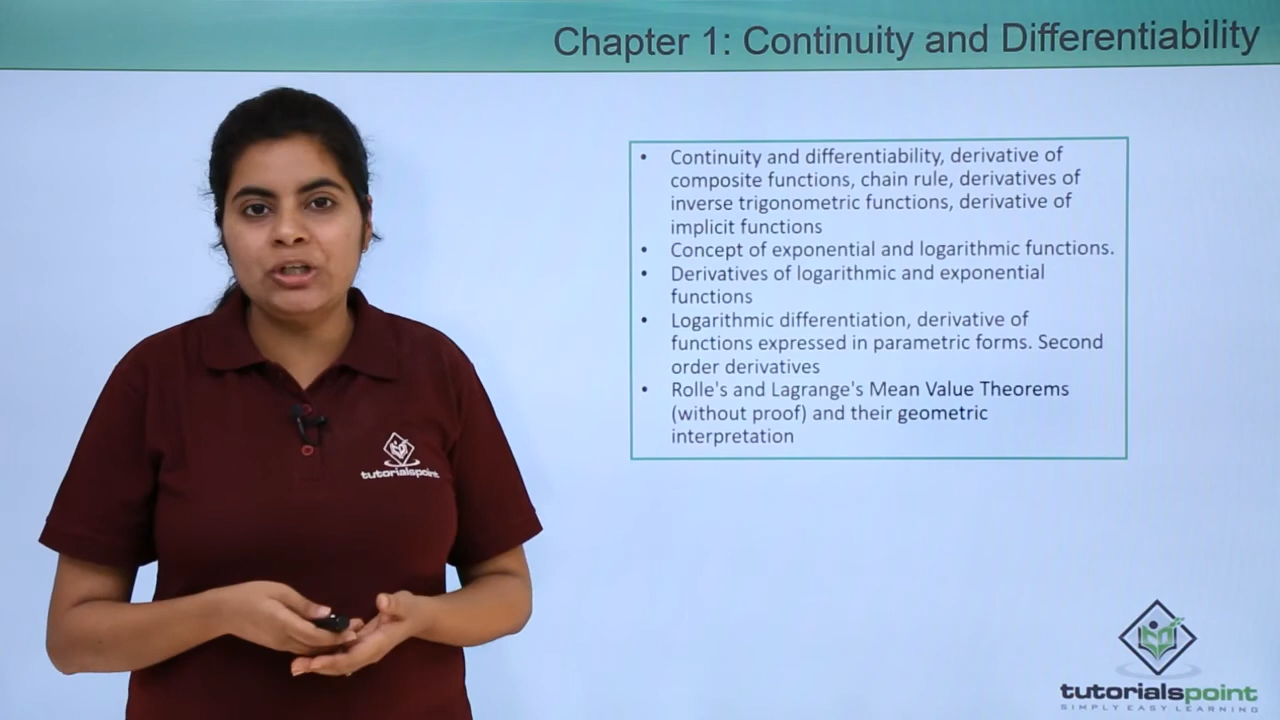 Chapter 1: Continuity and Differentiability
• Continuity and differentiability, derivative of
composite functions, chain rule, derivatives of
inverse trigonometric functions, derivative of
implicit functions
• Concept of exponential and logarithmic functions.
• Derivatives of logarithmic and exponential
functions
• Logarithmic differentiation, derivative of
functions expressed in parametric forms. Second
order derivatives
• Rolle's and Lagrange's Mean Value Theorems
(without proof) and their geometric
interpretation
tutorialspoint
tutorialspoint
SIMPLY EASY LEARNING